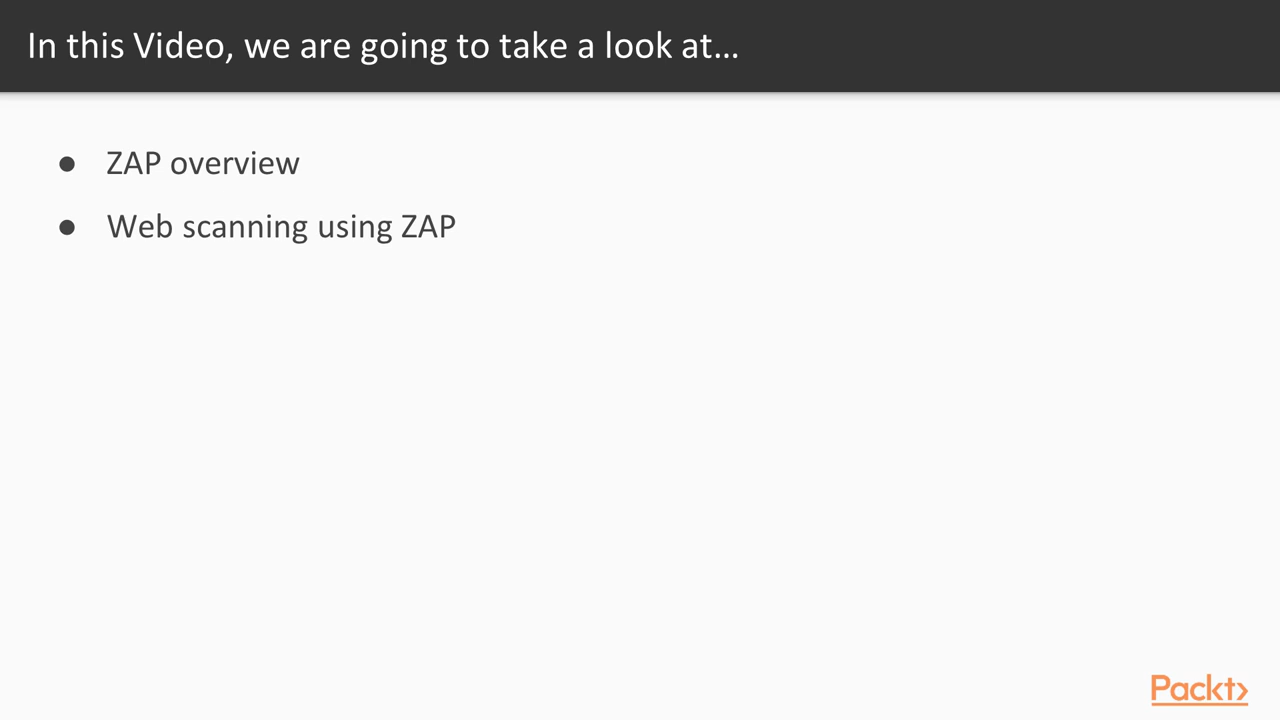 In this Video, we are going to take a look at...
● ZAP overview
● Web scanning using ZAP
Packt>